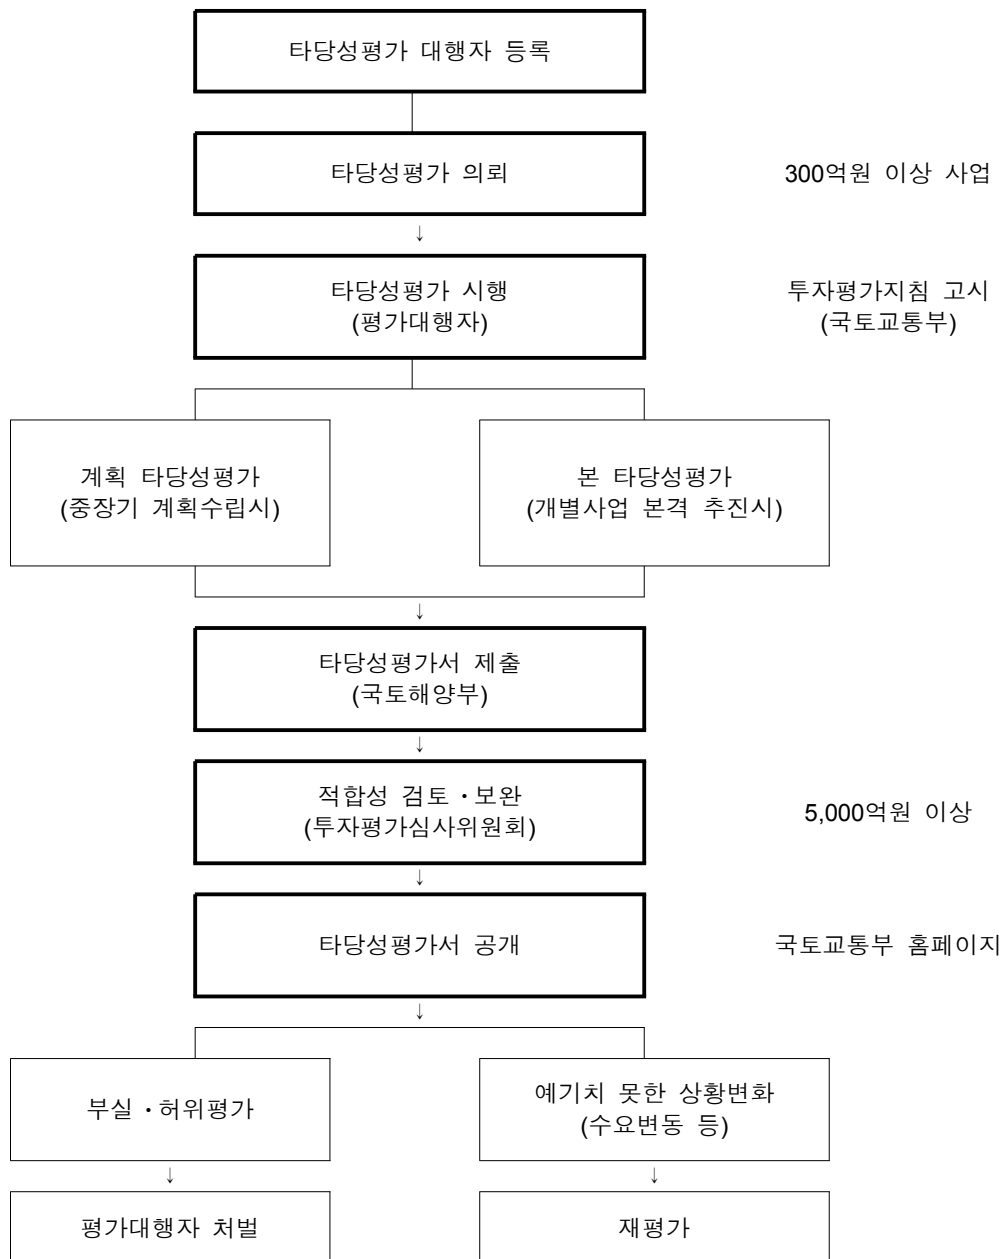 타당성평가 대행자 등록
타당성평가 의뢰
300억원 이상 사업
↓
타당성평가 시행
(평가대행자)
투자평가지침 고시
(국토교통부)
계획 타당성평가
(중장기 계획수립시)
본 타당성평가
(개별사업 본격 추진시)
↓
타당성평가서 제출
(국토해양부)
↓
적합성 검토・보완
(투자평가심사위원회)
5,000억원 이상
↓
타당성평가서 공개
국토교통부 홈페이지
↓
부실・허위평가
예기치 못한 상황변화
(수요변동 등)
↓
↓
평가대행자 처벌
재평가